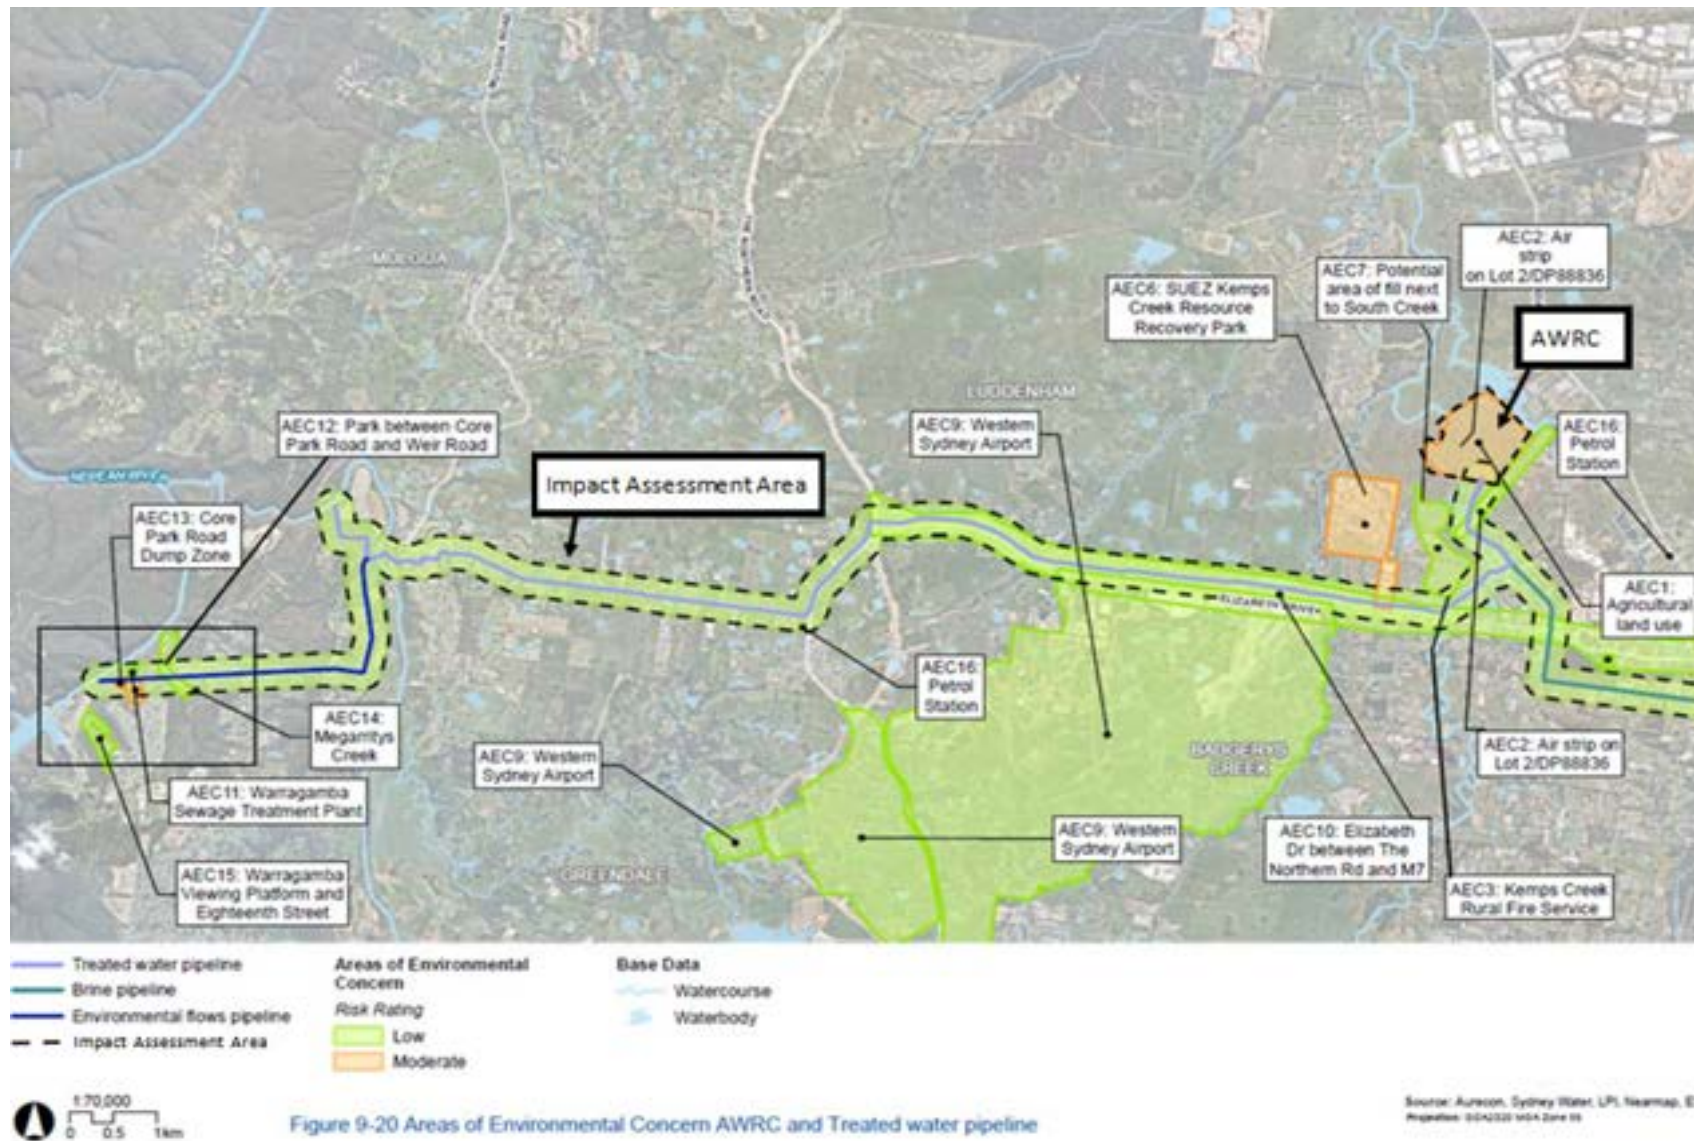 MULGOA
AEC2: Air
strip
on Lot 2/DP88836
AEC7: Potential
area of fill next
to South Creek
AEC6: SUEZ Kemps
Creek Resource
Recovery Park
AWRC
LUDDENHAM
AEC12: Park between Core
Park Road and Weir Road
AEC9: Western
Sydney Airport
AEC16:
Petrol
Station
NEPEAN RIVER
Impact Assessment Area
AEC13: Core
Park Road
Dump Zone
AEC1:
Agricultural
land use
ELIZABETH DRIVE
AEC16:
Petrol
Station
AEC14:
Megarritys
Creek
AEC9: Western
Sydney Airport
BADGERYS
CREEK
AEC2: Air strip on
Lot 2/DP88836
AEC11: Warragamba
Sewage Treatment Plant
AEC9: Western
Sydney Airport
AEC10: Elizabeth
Dr between The
Northern Rd and M7
AEC15: Warragamba
Viewing Platform and
Eighteenth Street
GREENDALE
AEC3: Kemps Creek
Rural Fire Service
Treated water pipeline
Brine pipeline
Environmental flows pipeline
Impact Assessment Area
Areas of Environmental
Concern
Risk Rating
Low
Moderate
Base Data
Watercourse
Waterbody
1:70,000
0 0.5 1km
Figure 9-20 Areas of Environmental Concern AWRC and Treated water pipeline
Source: Aurecon, Sydney Water, LPI, Nearmap, E
Projection: GDA2020 MGA Zone 56